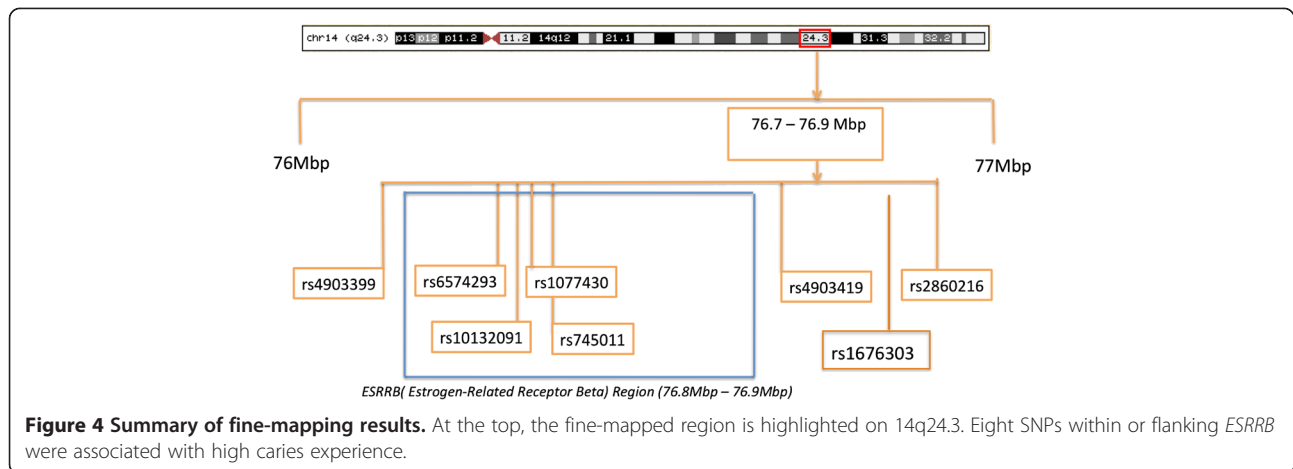 chr14 (q24.3) p13 p12 p11.2 11.2 14q12 21.1 24.3 31.3 32.2
76.7 – 76.9 Mbp
76Mbp
77Mbp
rs4903399
rs6574293
rs1077430
rs4903419
rs2860216
rs10132091
rs745011
rs1676303
ESRRB( Estrogen-Related Receptor Beta) Region (76.8Mbp – 76.9Mbp)
Figure 4 Summary of fine-mapping results. At the top, the fine-mapped region is highlighted on 14q24.3. Eight SNPs within or flanking ESRRB
were associated with high caries experience.